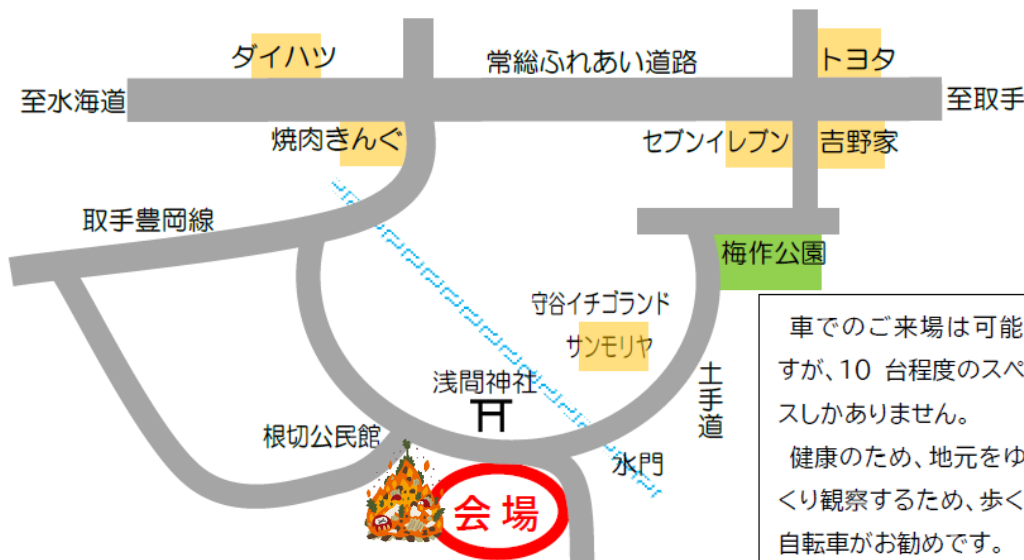 ダイハツ
常総ふれあい道路
トヨタ
至水海道
至取手
焼肉きんぐ
セブンイレブン
吉野家
取手豊岡線
梅作公園
守谷イチゴランド
サンモリヤ
浅間神社
土手道
根切公民館
水門
会場
車でのご来場は可能
すが、10 台程度のスペ
スしかありません。
健康のため、地元をゆ
くり観察するため、歩く
自転車がお勧めです。